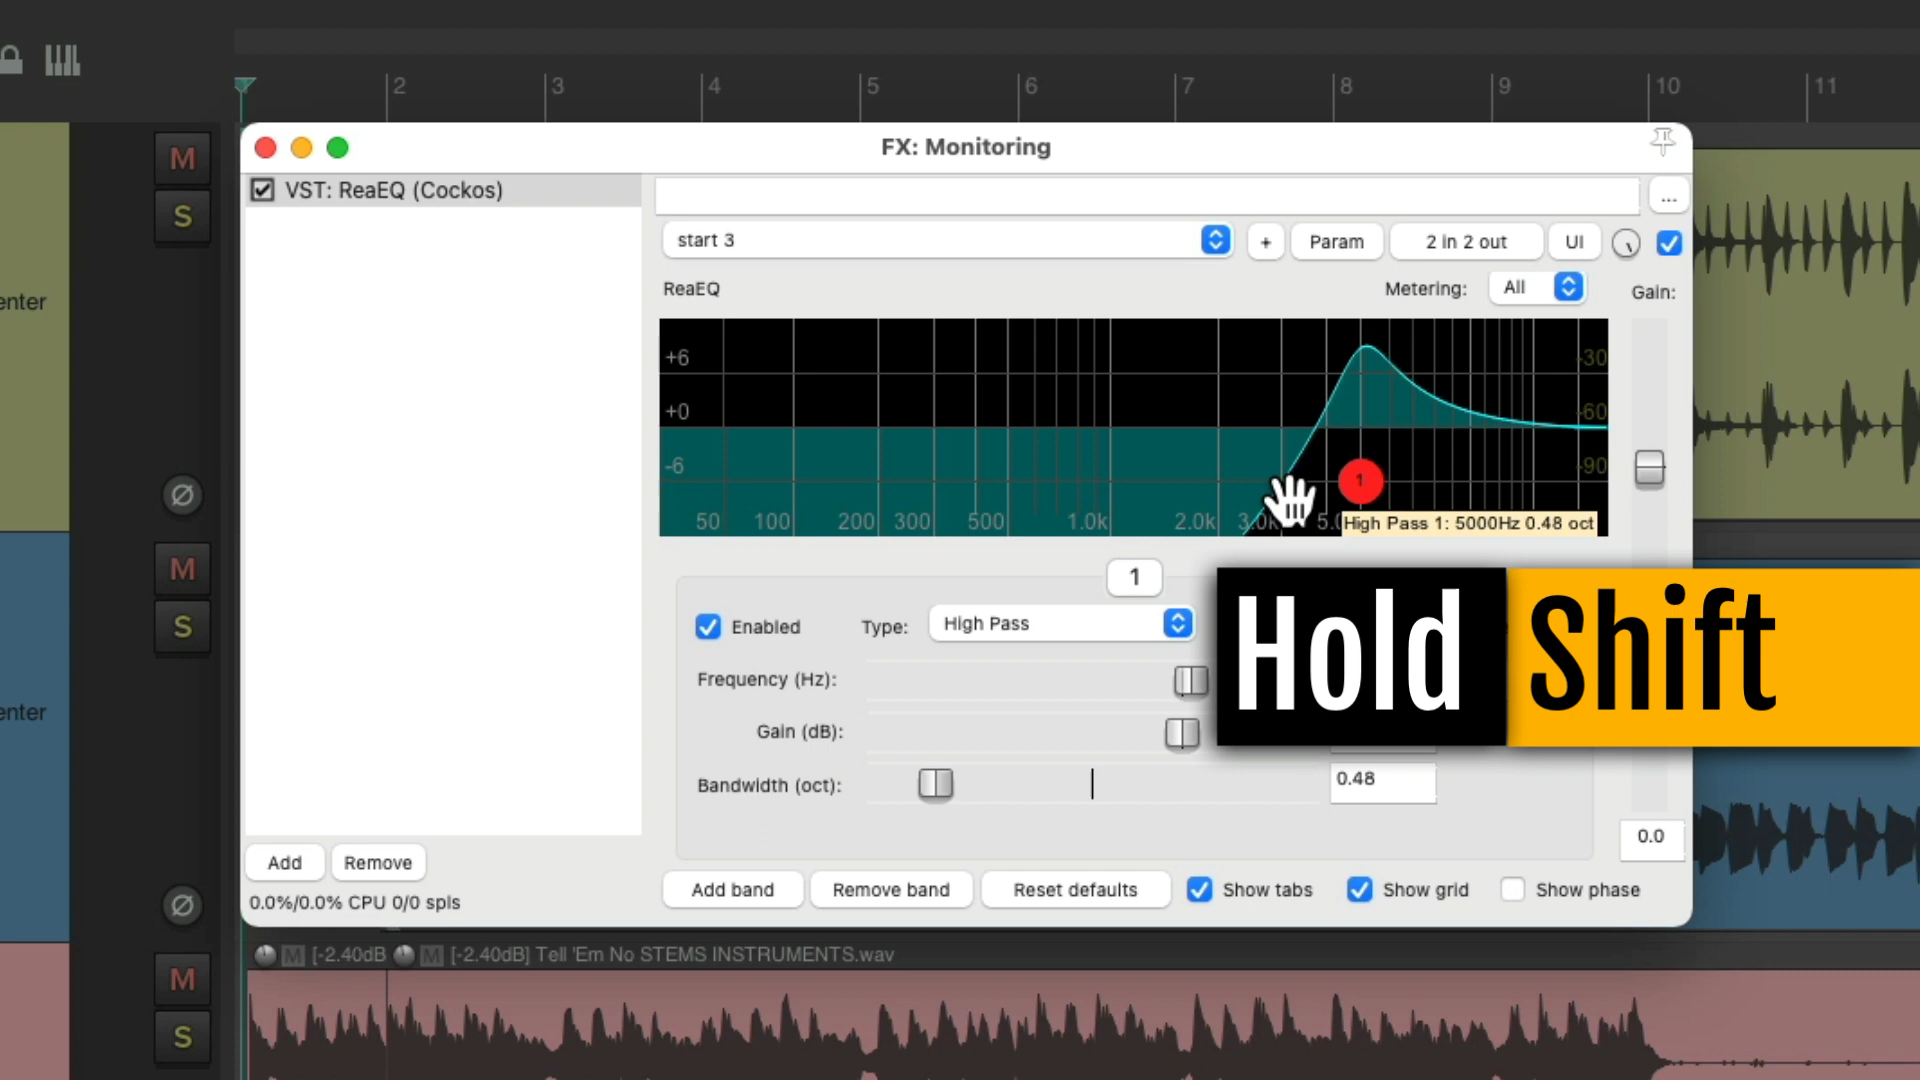 2
3
4
5
6
7
8
9
10
11
M
FX: Monitoring
VST: ReaEQ (Cockos)
...
S
start 3
+
Param
2 in 2 out
UI
ReaEQ
Metering:
All
Gain:
enter
+6
-30
+0
-60
-6
-90
1
50
100
200
300
500
1.0k
2.0k
3.0k
High Pass 1: 5000Hz 0.48 oct
M
1
S
Enabled
Type:
High Pass
Hold Shift
Frequency (Hz):
enter
Gain (dB):
Bandwidth (oct):
0.48
0.0
Add
Remove
Add band
Remove band
Reset defaults
Show tabs
Show grid
Show phase
0.0%/0.0% CPU 0/0 spls
M
[-2.40dB
M
[-2.40dB] Tell 'Em No STEMS INSTRUMENTS.wav
M
S